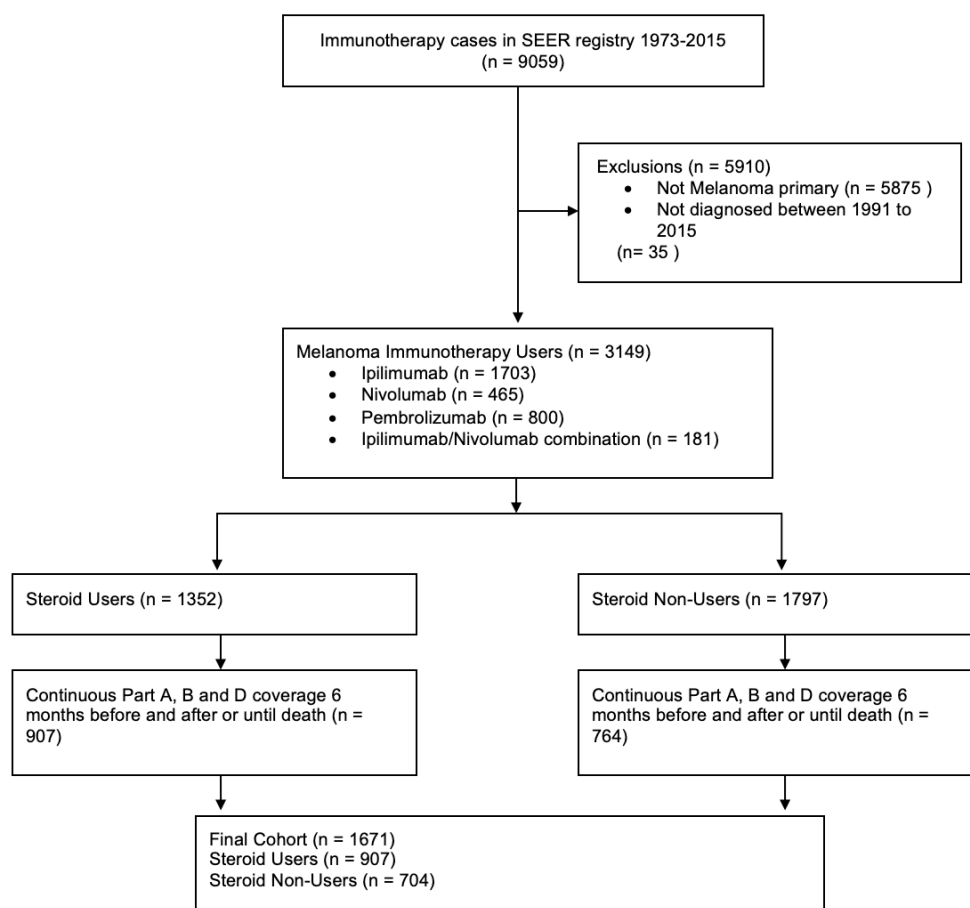 Immunotherapy cases in SEER registry 1973-2015
(n = 9059)
Exclusions (n = 5910)
• Not Melanoma primary (n = 5875 )
• Not diagnosed between 1991 to
2015
(n= 35 )
Melanoma Immunotherapy Users (n = 3149)
• Ipilimumab (n = 1703)
• Nivolumab (n = 465)
• Pembrolizumab (n = 800)
• Ipilimumab/Nivolumab combination (n = 181)
Steroid Users (n = 1352)
Steroid Non-Users (n = 1797)
Continuous Part A, B and D coverage 6
months before and after or until death (n =
907)
Continuous Part A, B and D coverage 6
months before and after or until death (n =
764)
Final Cohort (n = 1671)
Steroid Users (n = 907)
Steroid Non-Users (n = 704)